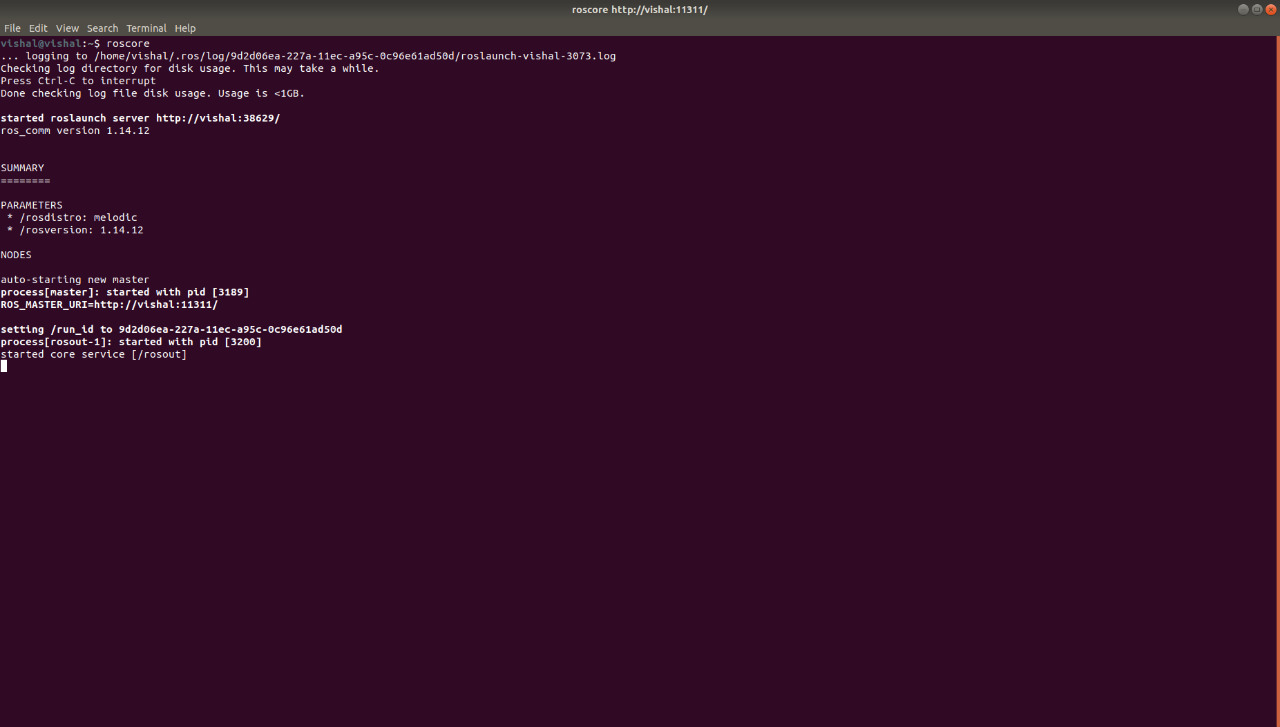 roscore http://vishal:11311/
File Edit View Search Terminal Help
vishal@vishal:~$ roscore
... logging to /home/vishal/.ros/log/9d2d06ea-227a-11ec-a95c-0c96e61ad50d/roslaunch-vishal-3073.log
Checking log directory for disk usage. This may take a while.
Press Ctrl-C to interrupt
Done checking log file disk usage. Usage is <1GB.
started roslaunch server http://vishal:38629/
ros_comm version 1.14.12
SUMMARY
========
PARAMETERS
* /rosdistro: melodic
* /rosversion: 1.14.12
NODES
auto-starting new master
process[master]: started with pid [3189]
ROS_MASTER_URI=http://vishal:11311/
setting /run_id to 9d2d06ea-227a-11ec-a95c-0c96e61ad50d
process[rosout-1]: started with pid [3200]
started core service [/rosout]